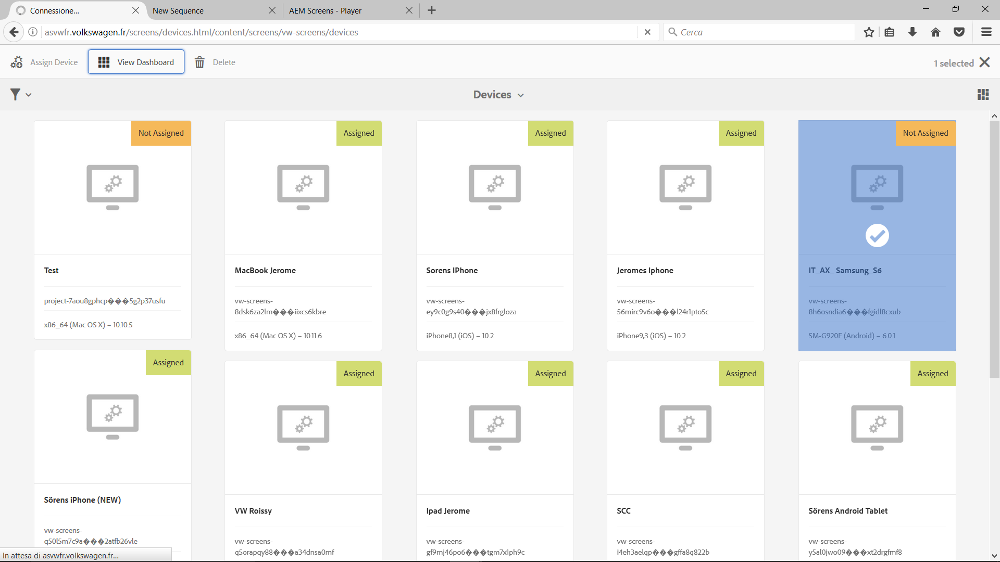 Connessione...
New Sequence
AEM Screens - Player
asvwfr.volkswagen.fr/screens/devices.html/content/screens/vw-screens/devices
Cerca
Assign Device
View Dashboard
Delete
1 selected
Devices
Not Assigned
Test
project-7aou8gphcp���5g2p37usfu
x86_64 (Mac OS X) – 10.10.5
Assigned
MacBook Jerome
vw-screens-
8dsk6za2lm���iixcs6kbre
x86_64 (Mac OS X) – 10.11.6
Assigned
Sorens IPhone
vw-screens-
ey9c0g9s40���jx8frgloza
iPhone8,1 (iOS) – 10.2
Assigned
Jeromes Iphone
vw-screens-
56mirc9v6o���l24r1pto5c
iPhone9,3 (iOS) – 10.2
Not Assigned
IT_AX_ Samsung_S6
vw-screens-
8h6osndia6���fgidl8cxub
SM-G920F (Android) – 6.0.1
Assigned
Sörens iPhone (NEW)
vw-screens-
q50l5m7c9a���2atfb26vle
Assigned
VW Roissy
vw-screens-
q5orapqy88���a34dnsa0mf
Assigned
Ipad Jerome
vw-screens-
gf9mj46po6���tgm7x1ph9c
Assigned
SCC
vw-screens-
i4eh3aelqp���gffa8q822b
Assigned
Sörens Android Tablet
vw-screens-
y5al0jwo09���xt2drgfmf8
In attesa di asvwfr.volkswagen.fr...